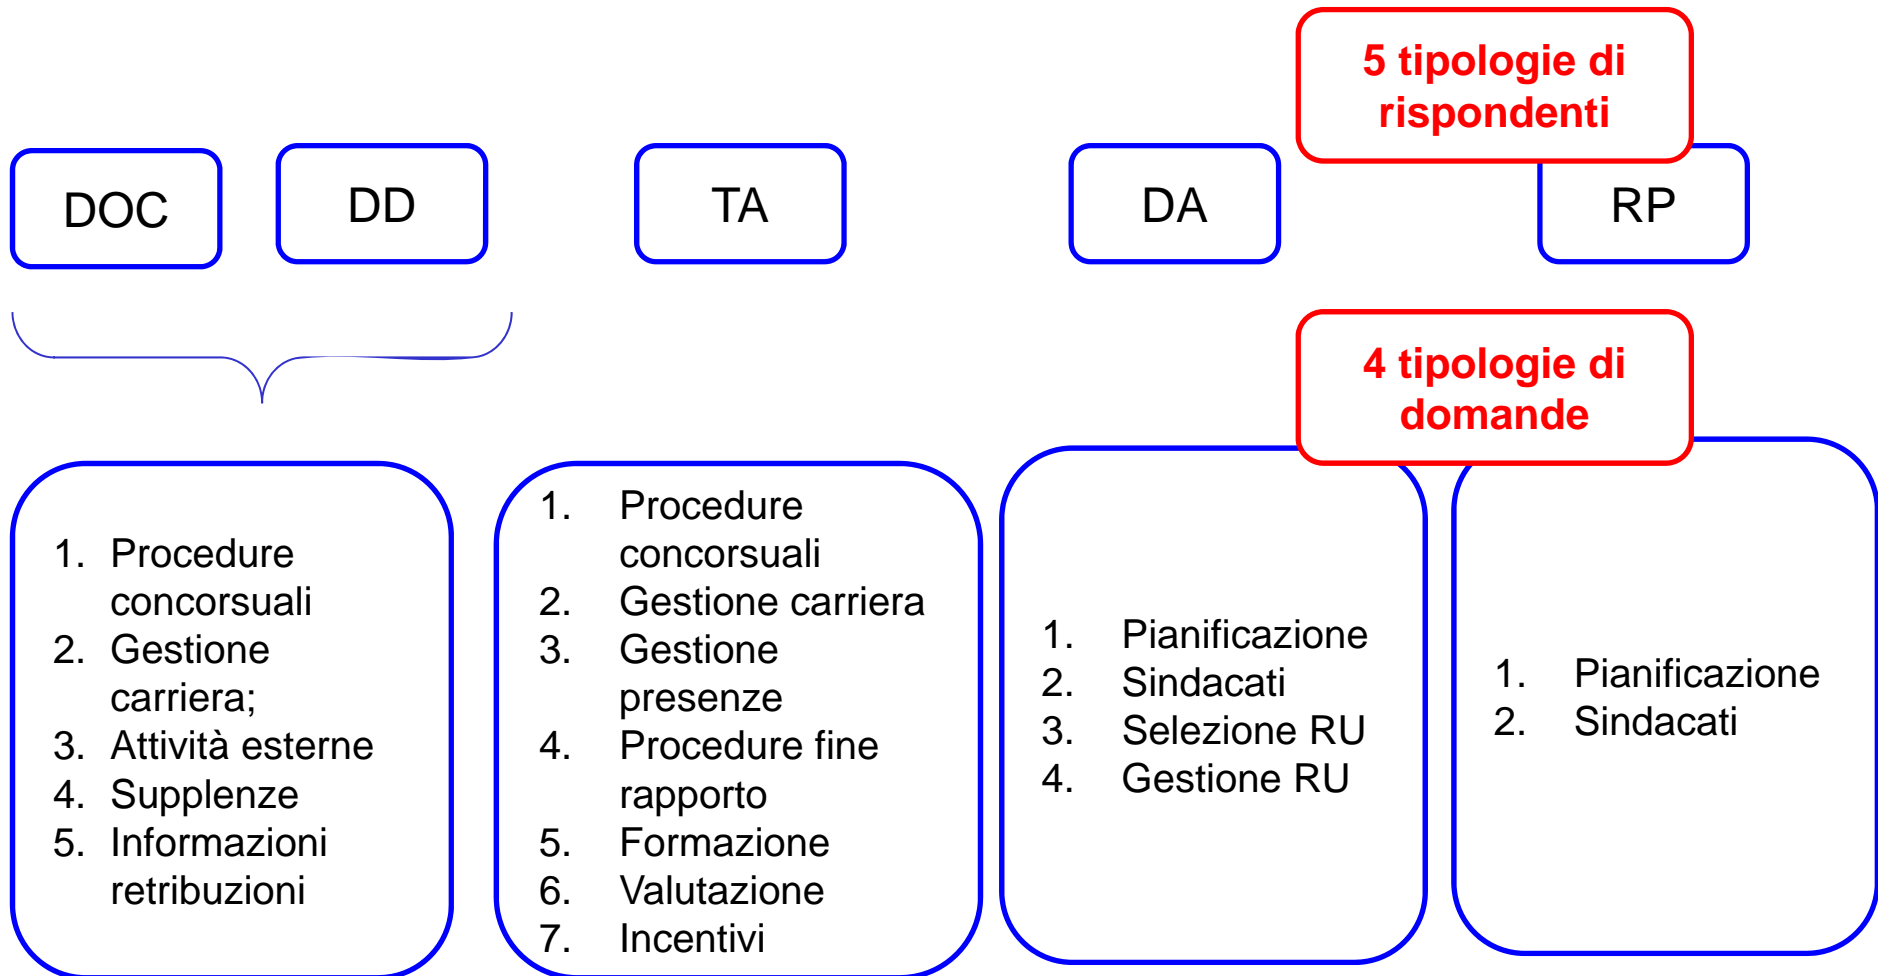 5 tipologie di
rispondenti
DOC
DD
TA
DA
RP
4 tipologie di
domande
1. Procedure
concorsuali
2. Gestione
carriera;
3. Attività esterne
4. Supplenze
5. Informazioni
retribuzioni
1. Procedure
concorsuali
2. Gestione carriera
3. Gestione
presenze
4. Procedure fine
rapporto
5. Formazione
6. Valutazione
7. Incentivi
1. Pianificazione
2. Sindacati
3. Selezione RU
4. Gestione RU
1. Pianificazione
2. Sindacati